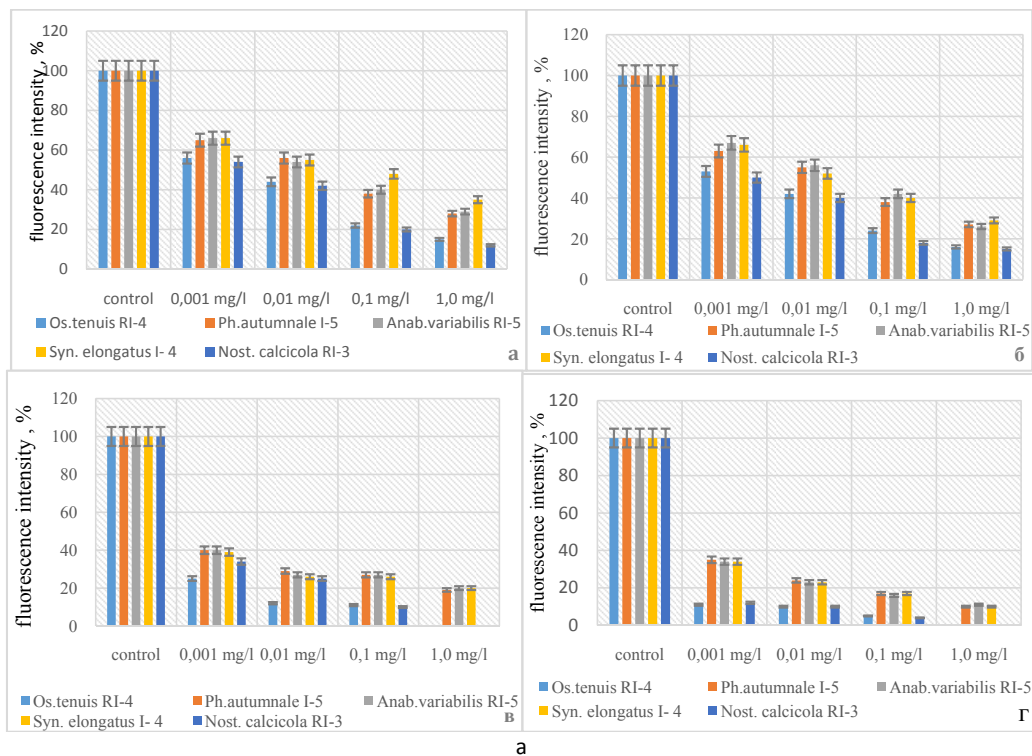 120
100
80
60
40
20
0
fluorescence intensity , %
control 0,001 mg/l 0,01 mg/l 0,1 mg/l 1,0 mg/l
Os.tenuis RI-4 Ph.autumnale I-5 Anab.variabilis RI-5
Syn. elongatus I- 4 Nost. calcicola RI-3
а
120
100
80
60
40
20
0
fluorescence intensity , %
control 0,001 mg/l 0,01 mg/l 0,1 mg/l 1,0 mg/l
Os.tenuis RI-4 Ph.autumnale I-5 Anab.variabilis RI-5
Syn. elongatus I- 4 Nost. calcicola RI-3
б
120
100
80
60
40
20
0
fluorescence intensity , %
control 0,001 mg/l 0,01 mg/l 0,1 mg/l 1,0 mg/l
Os.tenuis RI-4 Ph.autumnale I-5 Anab.variabilis RI-5
Syn. elongatus I- 4 Nost. calcicola RI-3
в
120
100
80
60
40
20
0
fluorescence intensity , %
control 0,001 mg/l 0,01 mg/l 0,1 mg/l 1,0 mg/l
Os.tenuis RI-4 Ph.autumnale I-5 Anab.variabilis RI-5
Syn. elongatus I- 4 Nost. calcicola RI-3
г
а